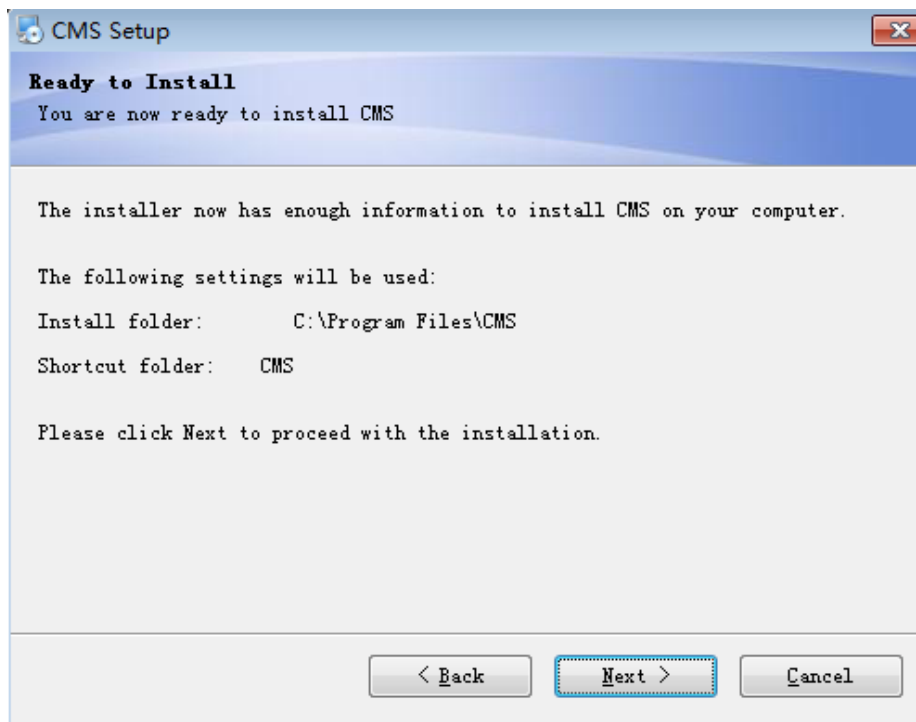 CMS Setup
Ready to Install
You are now ready to install CMS
The installer now has enough information to install CMS on your computer.
The following settings will be used:
Install folder: C:\Program Files\CMS
Shortcut folder: CMS
Please click Next to proceed with the installation.
< Back Next > Cancel